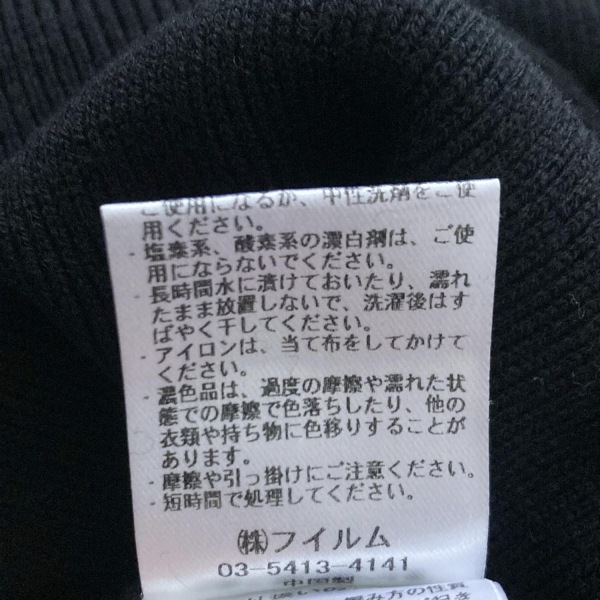 ご使用になるか、中性洗剤をご使
用ください。
・塩素系、酸素系の漂白剤は、ご使
用にならないでください。
・長時間水に漬けておいたり、濡れ
たまま放置しないで、洗濯後はす
ばやく干してください。
・アイロンは、当て布をしてかけて
ください。
・濃色品は、過度の摩擦や濡れた状
態での摩擦で色落ちしたり、他の
衣類や持ち物に色移りすることが
あります。
・摩擦や引っ掛けにご注意ください。
・短時間で処理してください。
㈱フイルム
03-5413-4141
中国製
畳み方の性質